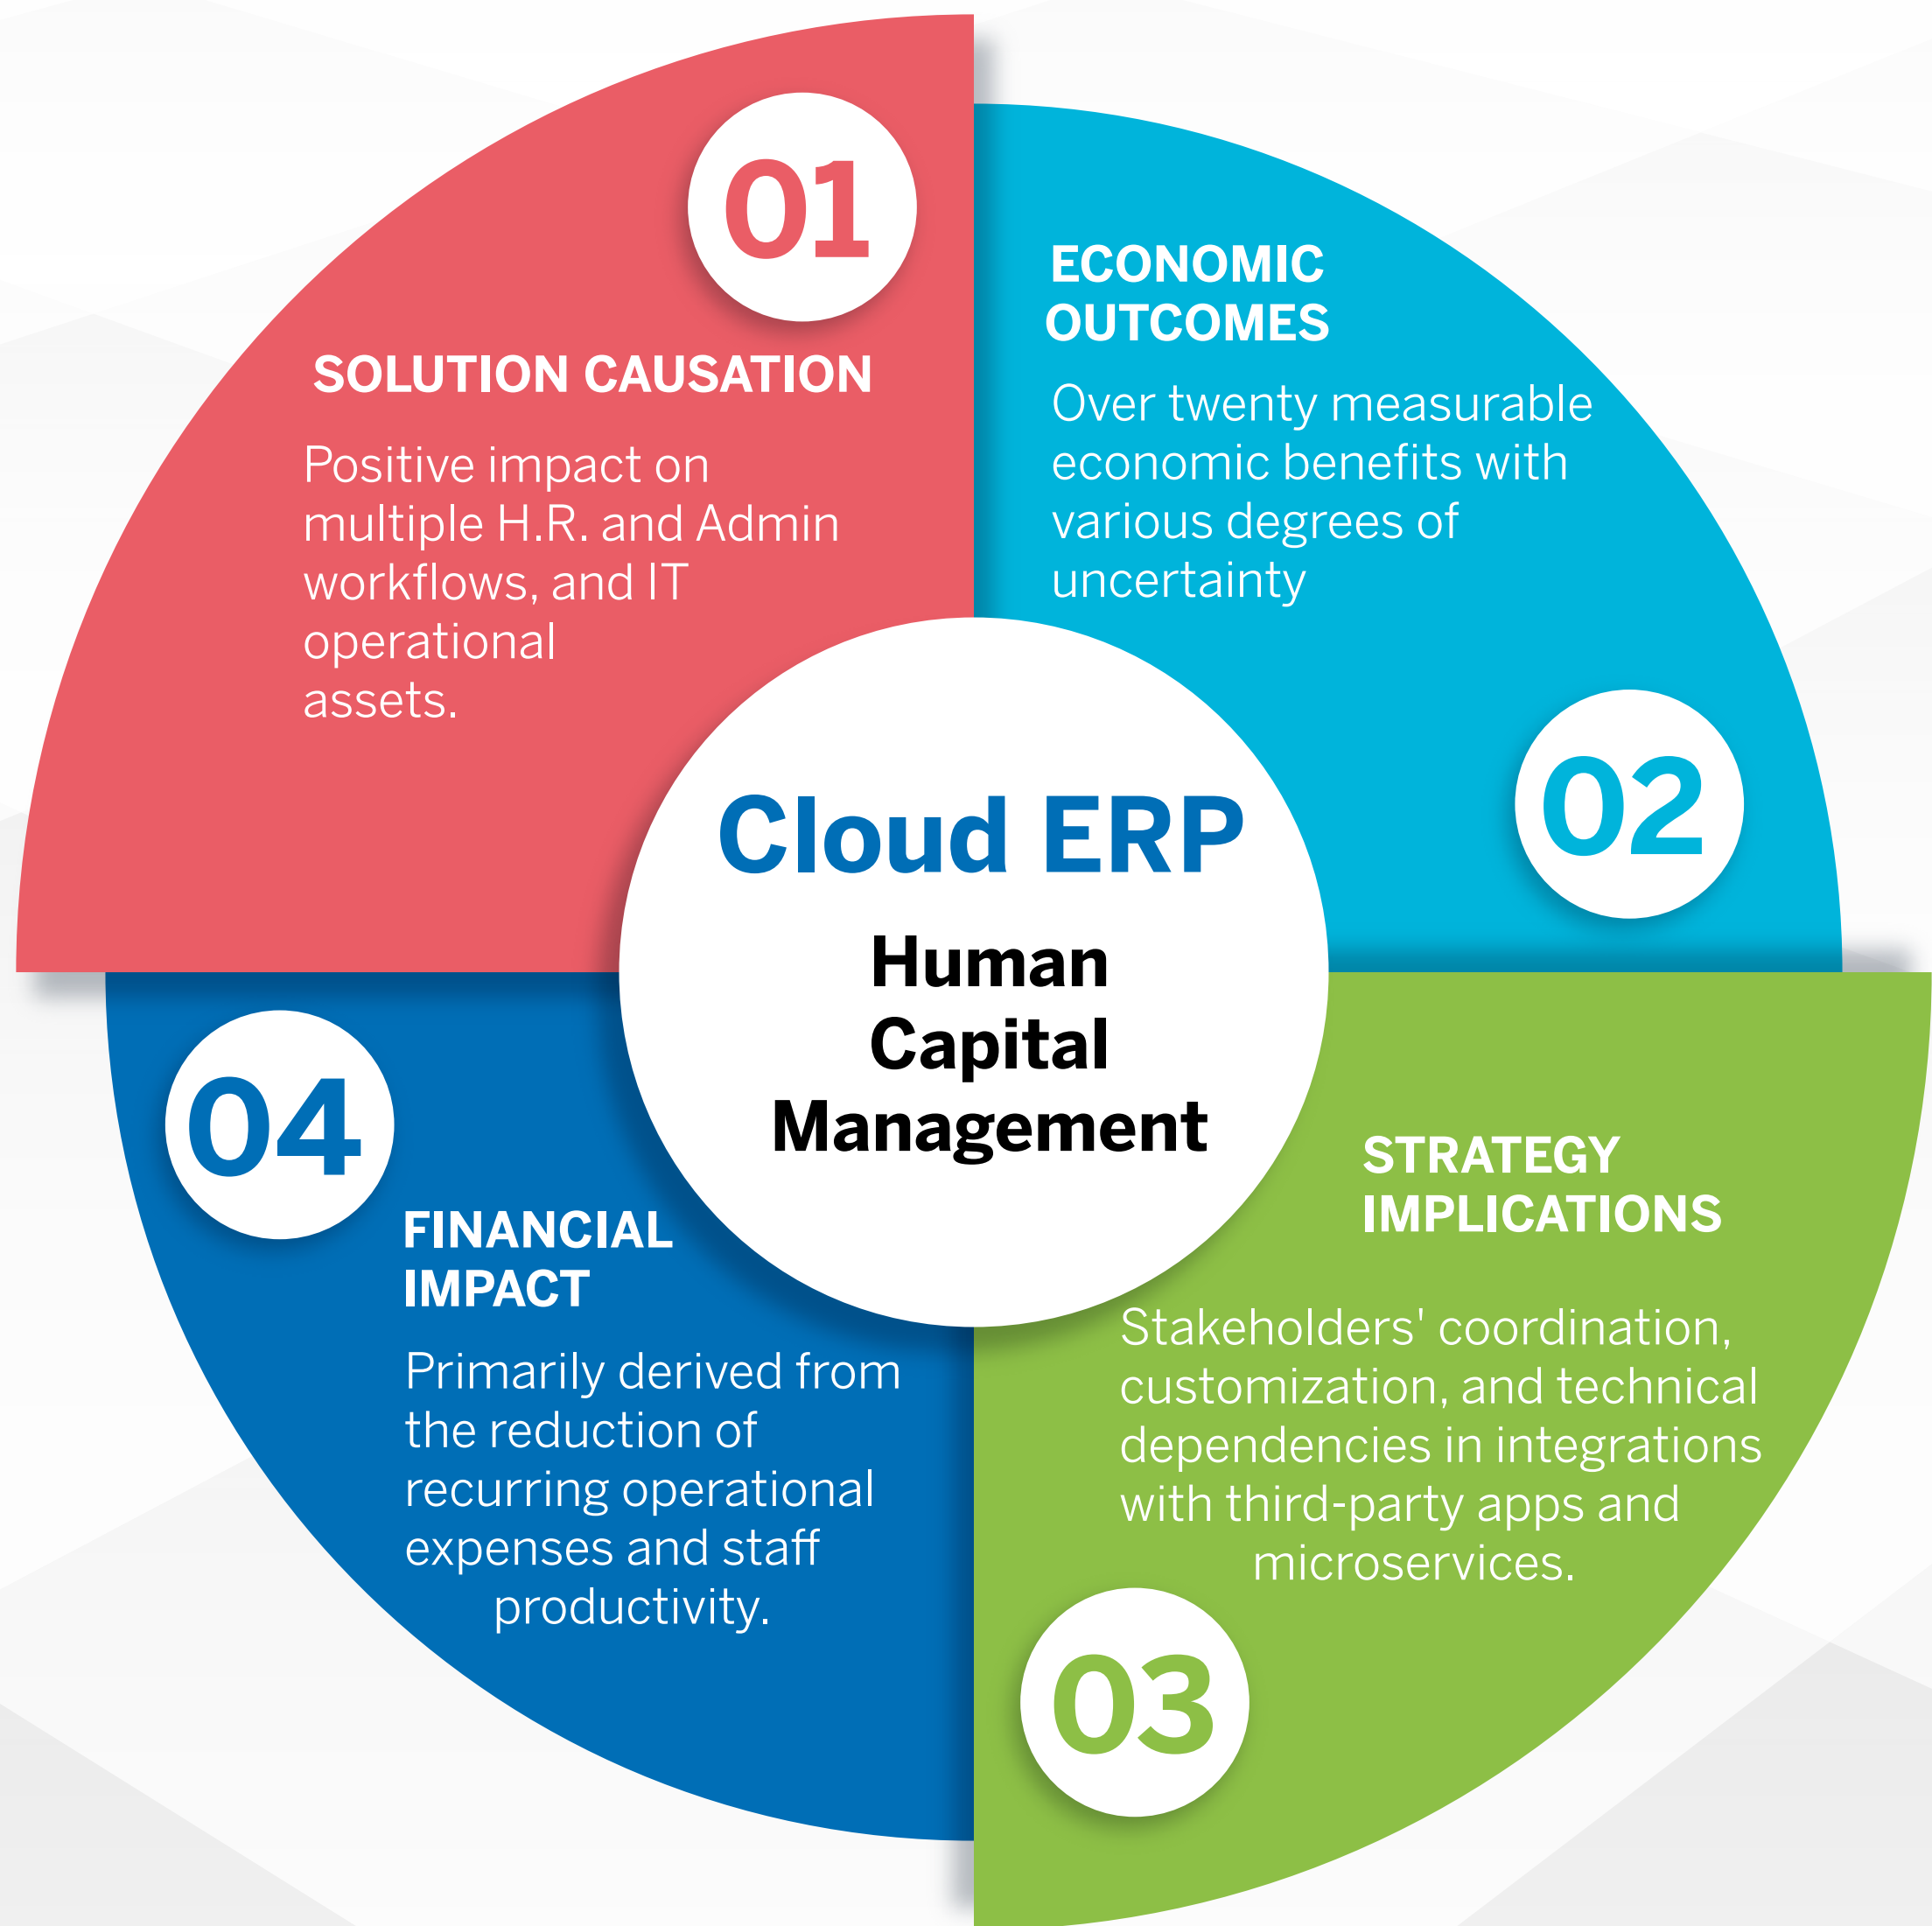 01
SOLUTION CAUSATION
Positive impact on
multiple H.R. and Admin
workflows, and IT
operational
assets.
ECONOMIC
OUTCOMES
Over twenty measurable
economic benefits with
various degrees of
uncertainty
02
Cloud ERP
Human
Capital
Management
STRATEGY
IMPLICATIONS
Stakeholders' coordination,
customization, and technical
dependencies in integrations
with third-party apps and
microservices.
03
04
FINANCIAL
IMPACT
Primarily derived from
the reduction of
recurring operational
expenses and staff
productivity.